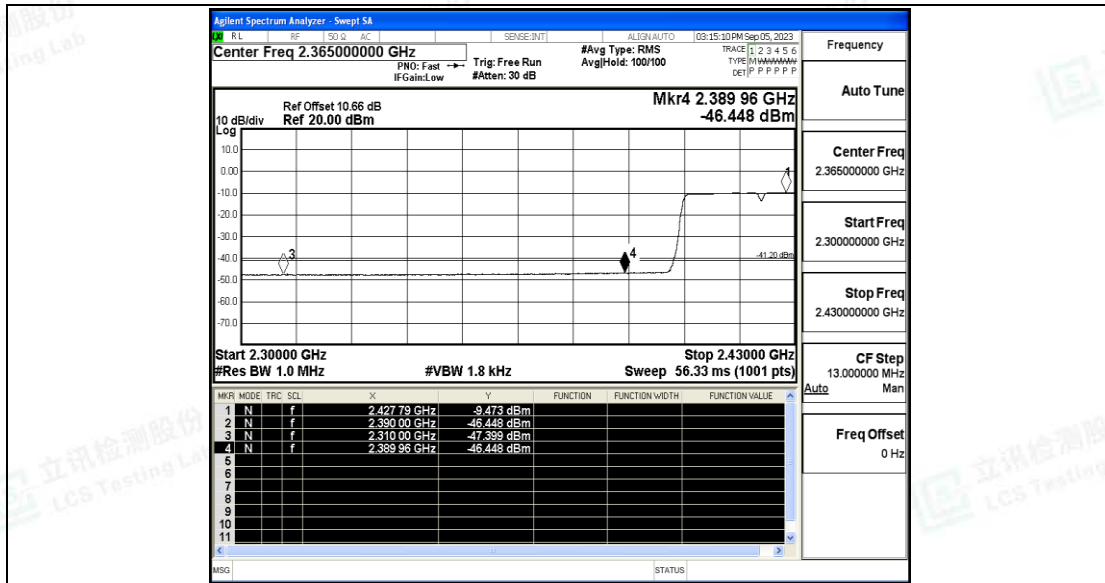 Agilent Spectrum Analyzer - Swept SA
RL RF 50 Ω AC SENSE:INT ALIGNAUTO 03:15:10PM Sep 05, 2023
Center Freq 2.365000000 GHz
PNO: Fast
IFGain:Low
Trig: Free Run
#Atten: 30 dB
#Avg Type: RMS
Avg|Hold: 100/100
TRACE 1 2 3 4 5 6
TYPE MWWWWW
DET P P P P P P
Frequency
Auto Tune
Center Freq
2.365000000 GHz
Start Freq
2.300000000 GHz
Stop Freq
2.430000000 GHz
CF Step
13.000000 MHz
Auto Man
Freq Offset
0 Hz
Mkr4 2.389 96 GHz
-46.448 dBm
Ref Offset 10.66 dB
10 dB/div Ref 20.00 dBm
Log
10.0
0.00
-10.0
-20.0
-30.0
-40.0
-50.0
-60.0
-70.0
1
3
4
-41.20 dBm
Start 2.30000 GHz Stop 2.43000 GHz
#Res BW 1.0 MHz #VBW 1.8 kHz Sweep 56.33 ms (1001 pts)
MKR MODE TRC SCL X Y FUNCTION FUNCTION WIDTH FUNCTION VALUE
1 N f 2.427 79 GHz -9.473 dBm
2 N f 2.390 00 GHz -46.448 dBm
3 N f 2.310 00 GHz -47.399 dBm
4 N f 2.389 96 GHz -46.448 dBm
5
6
7
8
9
10
11
MSG STATUS
立讯检测股份
LCS Testing Lab
立讯检测股
LCS Testing